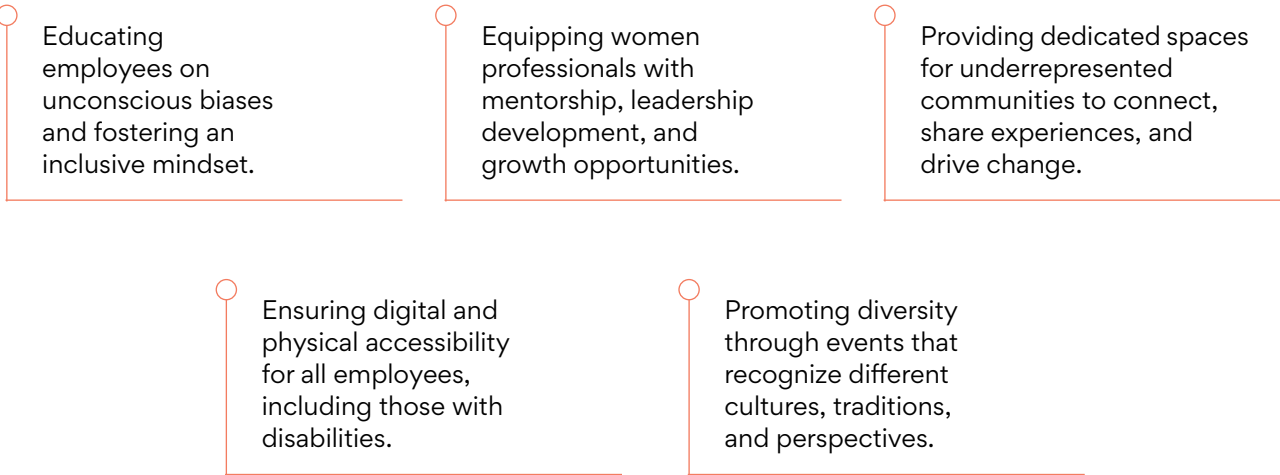 Educating
employees on
unconscious biases
and fostering an
inclusive mindset.
Equipping women
professionals with
mentorship, leadership
development, and
growth opportunities.
Providing dedicated spaces
for underrepresented
communities to connect,
share experiences, and
drive change.
Ensuring digital and
physical accessibility
for all employees,
including those with
disabilities.
Promoting diversity
through events that
recognize different
cultures, traditions,
and perspectives.